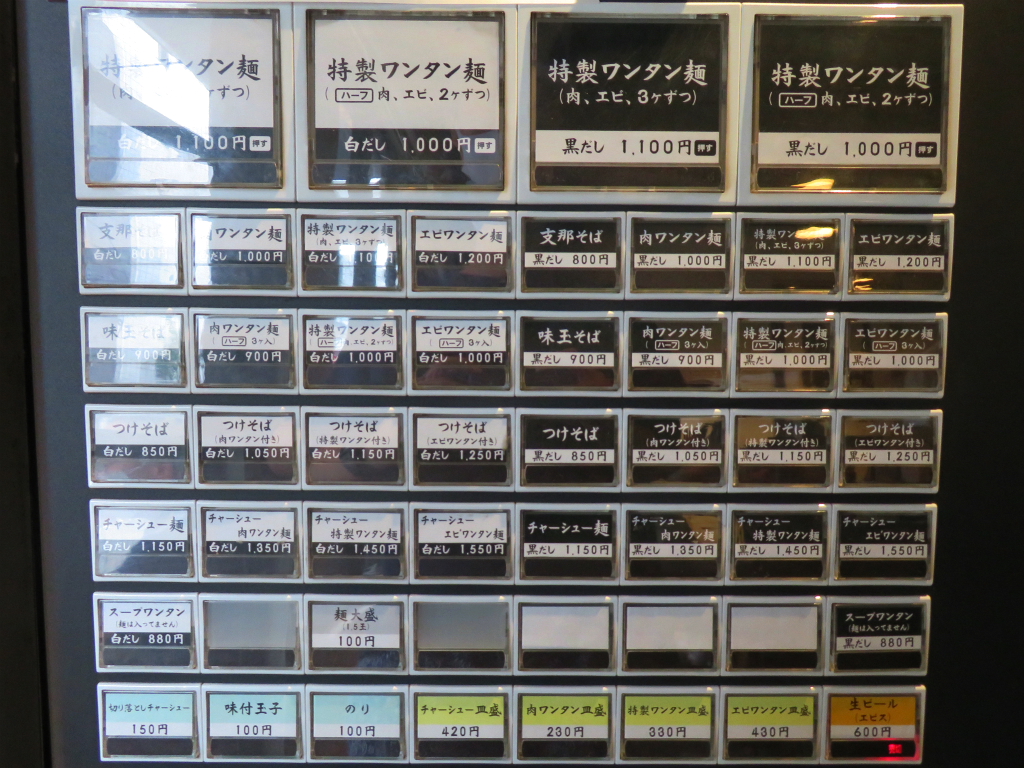 特製ワンタン麺
(肉、エビ、3ヶずつ)
白だし 1,100円 押す
特製ワンタン麺
(ハーフ 肉、エビ、2ヶずつ)
白だし 1,000円 押す
特製ワンタン麺
(肉、エビ、3ヶずつ)
黒だし 1,100円 押す
特製ワンタン麺
(ハーフ 肉、エビ、2ヶずつ)
黒だし 1,000円 押す
支那そば
白だし 800円
肉ワンタン麺
白だし 1,000円
特製ワンタン麺
(肉、エビ、3ヶずつ)
白だし 1,100円
エビワンタン麺
白だし 1,200円
支那そば
黒だし 800円
肉ワンタン麺
黒だし 1,000円
特製ワンタン麺
(肉、エビ、3ヶずつ)
黒だし 1,100円
エビワンタン麺
黒だし 1,200円
味玉そば
白だし 900円
肉ワンタン麺
(ハーフ 3ヶ入)
白だし 900円
特製ワンタン麺
(ハーフ 肉、エビ、2ヶずつ)
白だし 1,000円
エビワンタン麺
(ハーフ 3ヶ)
白だし 1,000円
味玉そば
黒だし 900円
肉ワンタン麺
(ハーフ 3ヶ入)
黒だし 900円
特製ワンタン麺
(ハーフ 肉、エビ、2ヶずつ)
黒だし 1,000円
エビワンタン麺
(ハーフ 3ヶ)
黒だし 1,000円
つけそば
白だし 850円
つけそば
(肉ワンタン付き)
白だし 1,050円
つけそば
(特製ワンタン付き)
白だし 1,150円
つけそば
(エビワンタン付き)
白だし 1,250円
つけそば
黒だし 850円
つけそば
(肉ワンタン付き)
黒だし 1,050円
つけそば
(特製ワンタン付き)
黒だし 1,150円
つけそば
(エビワンタン付き)
黒だし 1,250円
チャーシュー麺
白だし 1,150円
チャーシュー
肉ワンタン麺
白だし 1,350円
チャーシュー
特製ワンタン麺
白だし 1,450円
チャーシュー
エビワンタン麺
白だし 1,550円
チャーシュー麺
黒だし 1,150円
チャーシュー
肉ワンタン麺
黒だし 1,350円
チャーシュー
特製ワンタン麺
黒だし 1,450円
チャーシュー
エビワンタン麺
黒だし 1,550円
スープワンタン
(麺は入ってません)
白だし 880円
麺大盛
(1.5玉)
100円
スープワンタン
(麺は入ってません)
黒だし 880円
切り落としチャーシュー
150円
味付玉子
100円
のり
100円
チャーシュー皿盛
420円
肉ワンタン皿盛
230円
特製ワンタン皿盛
330円
エビワンタン皿盛
430円
生ビール
(エビス)
600円